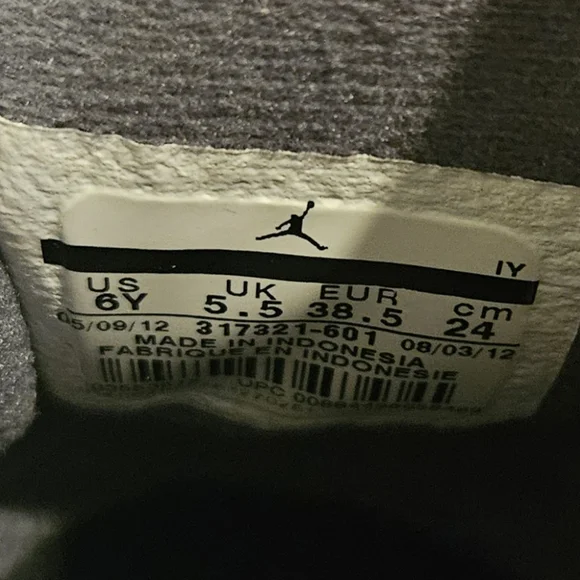 IY
US UK EUR cm
6Y 5.5 38.5 24
05/09/12 317321-601 08/03/12
MADE IN INDONESIA
FABRIQUE EN INDONESIE
UPC